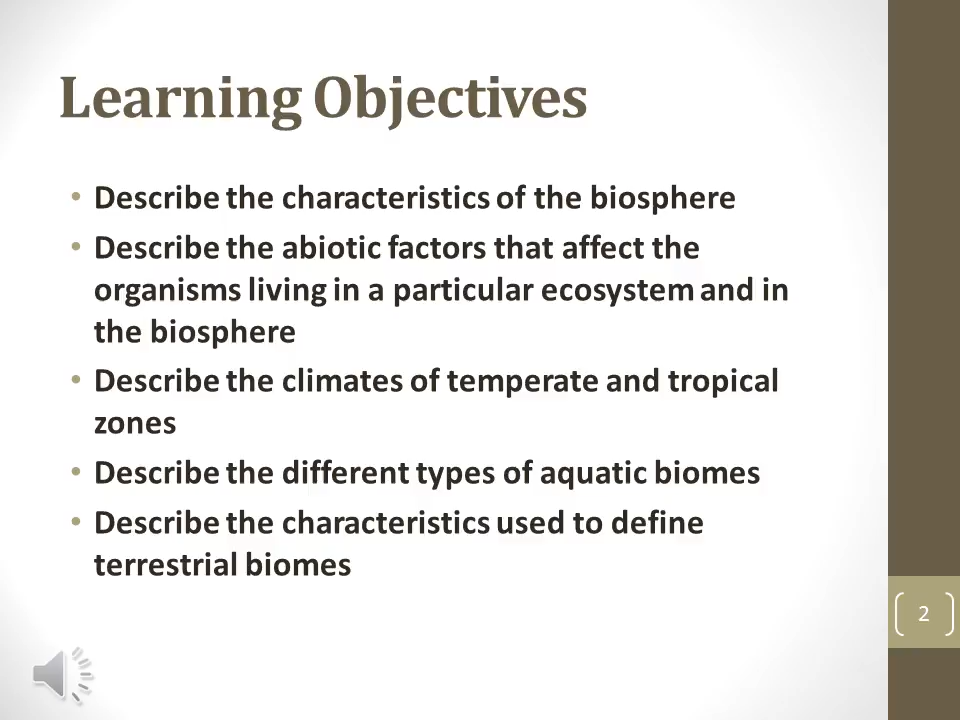 Learning Objectives
• Describe the characteristics of the biosphere
• Describe the abiotic factors that affect the
organisms living in a particular ecosystem and in
the biosphere
• Describe the climates of temperate and tropical
zones
• Describe the different types of aquatic biomes
• Describe the characteristics used to define
terrestrial biomes
2